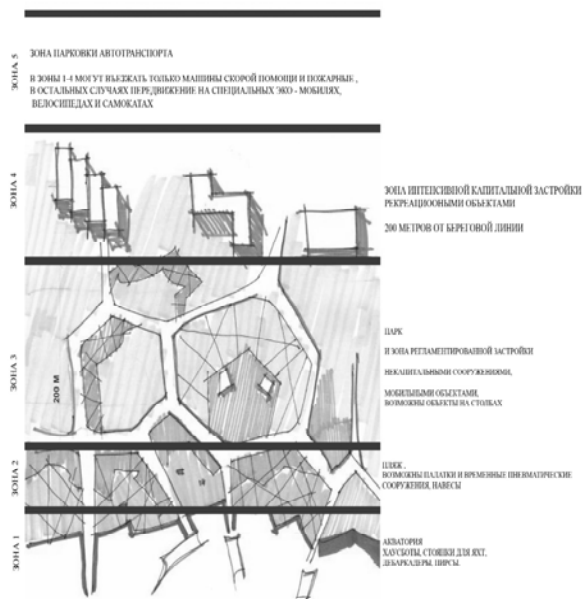 ЗОНА 5
ЗОНА ПАРКОВКИ АВТОТРАНСПОРТА
В ЗОНЫ 1-4 МОГУТ ВЪЕЗЖАТЬ ТОЛЬКО МАШИНЫ СКОРОЙ ПОМОЩИ И ПОЖАРНЫЕ ,
В ОСТАЛЬНЫХ СЛУЧАЯХ ПЕРЕДВИЖЕНИЕ НА СПЕЦИАЛЬНЫХ ЭКО - МОБИЛЯХ,
ВЕЛОСИПЕДАХ И САМОКАТАХ
ЗОНА 4
ЗОНА ИНТЕНСИВНОЙ КАПИТАЛЬНОЙ ЗАСТРОЙКИ
РЕКРЕАЦИООНЫМИ ОБЪЕКТАМИ
200 МЕТРОВ ОТ БЕРЕГОВОЙ ЛИНИИ
ЗОНА 3
200 М
ПАРК
И ЗОНА РЕГЛАМЕНТИРОВАННОЙ ЗАСТРОЙКИ
НЕКАПИТАЛЬНЫМИ СООРУЖЕНИЯМИ,
МОБИЛЬНЫМИ ОБЪЕКТАМИ,
ВОЗМОЖНЫ ОБЪЕКТЫ НА СТОЛБАХ
ЗОНА 2
ПЛЯЖ ,
ВОЗМОЖНЫ ПАЛАТКИ И ВРЕМЕННЫЕ ПНЕВМАТИЧЕСКИЕ
СООРУЖЕНИЯ, НАВЕСЫ
ЗОНА 1
АКВАТОРИЯ
ХАУСБОТЫ, СТОЯНКИ ДЛЯ ЯХТ,
ДЕБАРКАДЕРЫ, ПИРСЫ.